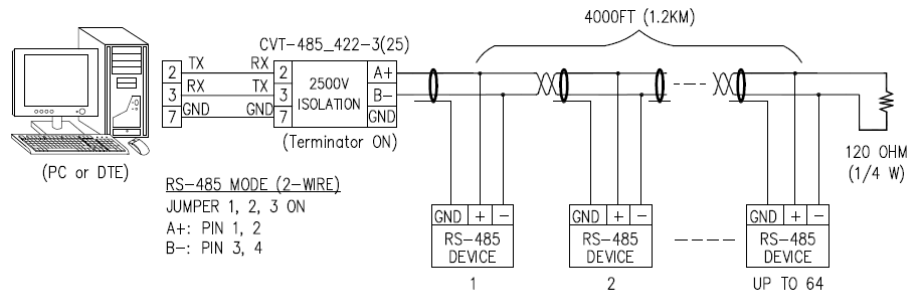 4000FT (1.2KM)
CVT-485_422-3(25)
2 TX RX 2 2500V ISOLATION A+
3 RX TX 3 B-
7 GND GND 7 GND
(Terminator ON)
(PC or DTE)
120 OHM
(1/4 W)
RS-485 MODE (2-WIRE)
JUMPER 1, 2, 3 ON
A+: PIN 1, 2
B-: PIN 3, 4
GND + -
RS-485
DEVICE
1
GND + -
RS-485
DEVICE
2
GND + -
RS-485
DEVICE
UP TO 64